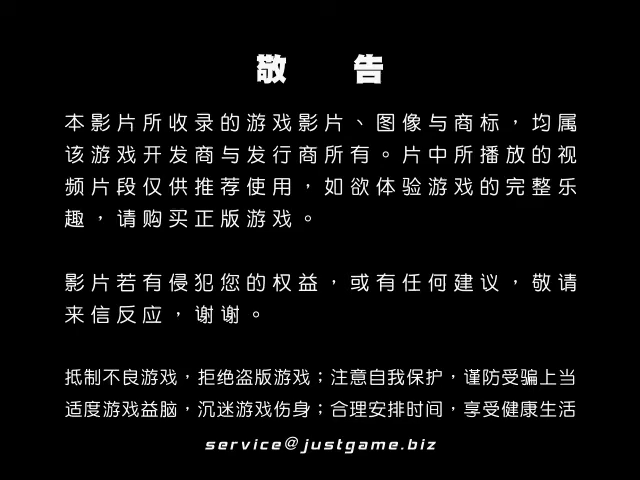 敬 告
本影片所收录的游戏影片、图像与商标，均属
该游戏开发商与发行商所有。片中所播放的视
频片段仅供推荐使用，如欲体验游戏的完整乐
趣，请购买正版游戏。
影片若有侵犯您的权益，或有任何建议，敬请
来信反应，谢谢。
抵制不良游戏，拒绝盗版游戏；注意自我保护，谨防受骗上当
适度游戏益脑，沉迷游戏伤身；合理安排时间，享受健康生活
service@justgame.biz